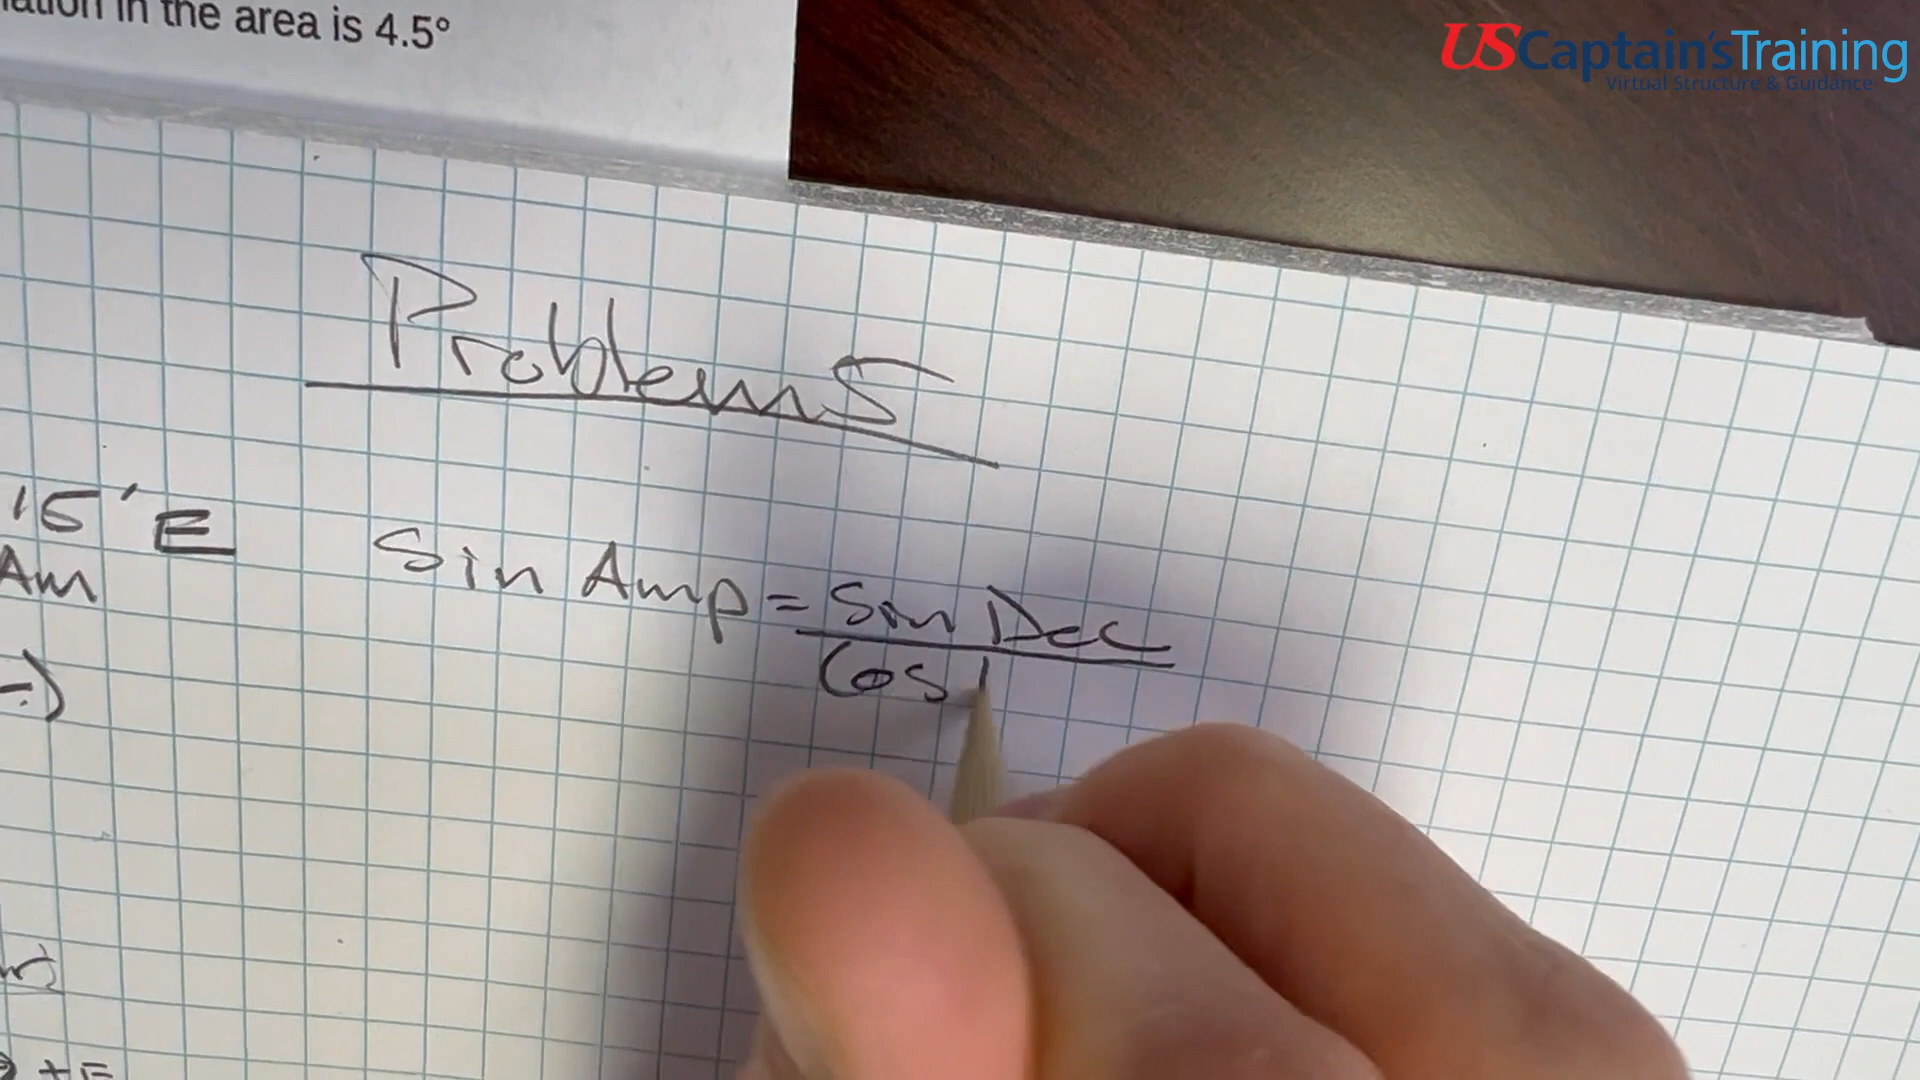 in the area is 4.5°
USCaptain'sTraining
Virtual Structure & Guidance
Problems
15' E
Am
Sin Amp = Sin Dec
Cos
÷)
+E